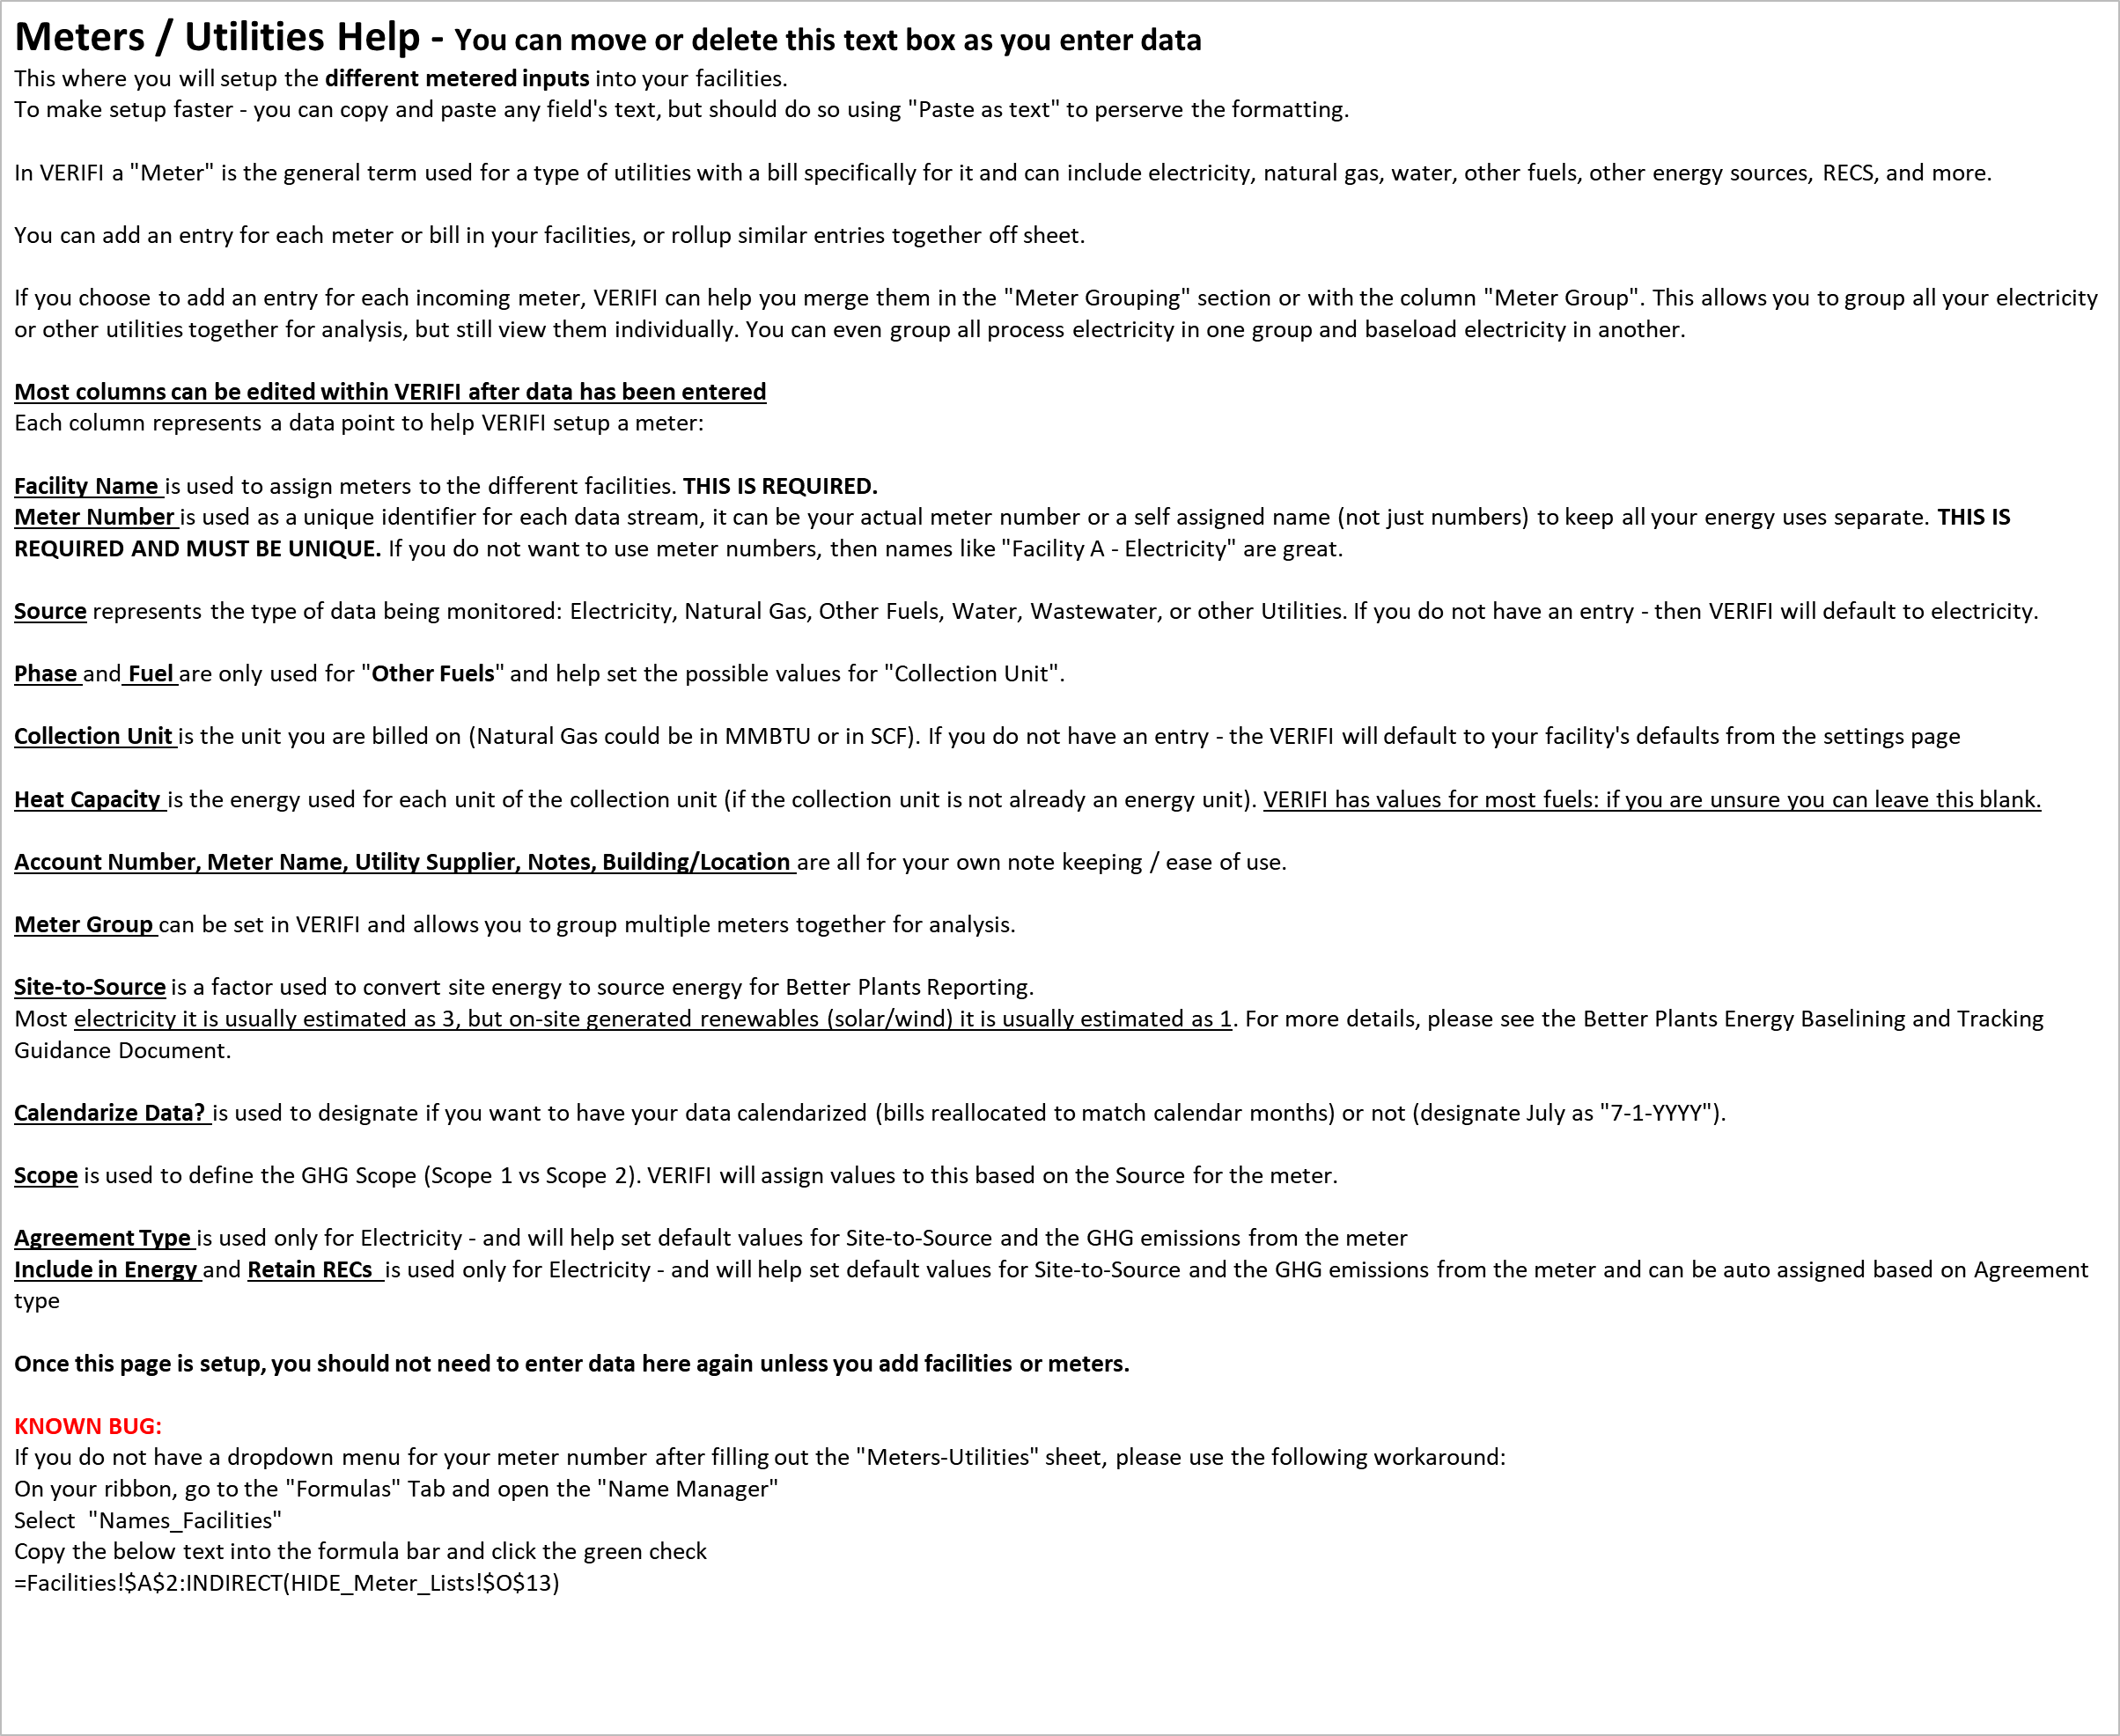 Meters / Utilities Help - You can move or delete this text box as you enter data
This where you will setup the different metered inputs into your facilities.
To make setup faster - you can copy and paste any field's text, but should do so using "Paste as text" to perserve the formatting.
In VERIFI a "Meter" is the general term used for a type of utilities with a bill specifically for it and can include electricity, natural gas, water, other fuels, other energy sources, RECS, and more.
You can add an entry for each meter or bill in your facilities, or rollup similar entries together off sheet.
If you choose to add an entry for each incoming meter, VERIFI can help you merge them in the "Meter Grouping" section or with the column "Meter Group". This allows you to group all your electricity
or other utilities together for analysis, but still view them individually. You can even group all process electricity in one group and baseload electricity in another.
Most columns can be edited within VERIFI after data has been entered
Each column represents a data point to help VERIFI setup a meter:
Facility Name is used to assign meters to the different facilities. THIS IS REQUIRED.
Meter Number is used as a unique identifier for each data stream, it can be your actual meter number or a self assigned name (not just numbers) to keep all your energy uses separate. THIS IS
REQUIRED AND MUST BE UNIQUE. If you do not want to use meter numbers, then names like "Facility A - Electricity" are great.
Source represents the type of data being monitored: Electricity, Natural Gas, Other Fuels, Water, Wastewater, or other Utilities. If you do not have an entry - then VERIFI will default to electricity.
Phase and Fuel are only used for "Other Fuels" and help set the possible values for "Collection Unit".
Collection Unit is the unit you are billed on (Natural Gas could be in MMBTU or in SCF). If you do not have an entry - the VERIFI will default to your facility's defaults from the settings page
Heat Capacity is the energy used for each unit of the collection unit (if the collection unit is not already an energy unit). VERIFI has values for most fuels: if you are unsure you can leave this blank.
Account Number, Meter Name, Utility Supplier, Notes, Building/Location are all for your own note keeping / ease of use.
Meter Group can be set in VERIFI and allows you to group multiple meters together for analysis.
Site-to-Source is a factor used to convert site energy to source energy for Better Plants Reporting.
Most electricity it is usually estimated as 3, but on-site generated renewables (solar/wind) it is usually estimated as 1. For more details, please see the Better Plants Energy Baselining and Tracking
Guidance Document.
Calendarize Data? is used to designate if you want to have your data calendarized (bills reallocated to match calendar months) or not (designate July as "7-1-YYYY").
Scope is used to define the GHG Scope (Scope 1 vs Scope 2). VERIFI will assign values to this based on the Source for the meter.
Agreement Type is used only for Electricity - and will help set default values for Site-to-Source and the GHG emissions from the meter
Include in Energy and Retain RECs is used only for Electricity - and will help set default values for Site-to-Source and the GHG emissions from the meter and can be auto assigned based on Agreement
type
Once this page is setup, you should not need to enter data here again unless you add facilities or meters.
KNOWN BUG:
If you do not have a dropdown menu for your meter number after filling out the "Meters-Utilities" sheet, please use the following workaround:
On your ribbon, go to the "Formulas" Tab and open the "Name Manager"
Select "Names_Facilities"
Copy the below text into the formula bar and click the green check
=Facilities!$A$2:INDIRECT(HIDE_Meter_Lists!$O$13)